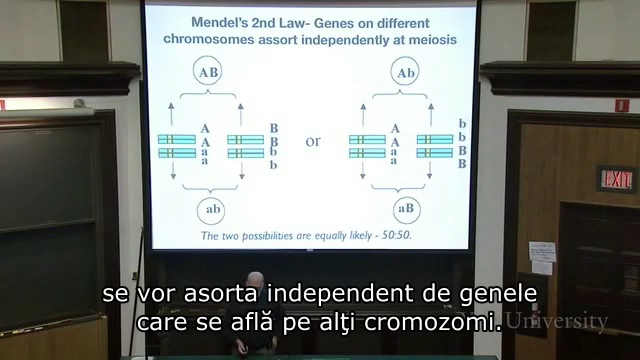 Mendel's 2nd Law- Genes on different
chromosomes assort independently at meiosis
AB
Ab
A
A
a
a
B
B
b
b
or
A
A
a
a
b
b
B
B
ab
aB
The two possibilities are equally likely - 50:50.
EXIT
se vor asorta independent de genele
care se află pe alţi cromozomi.
University